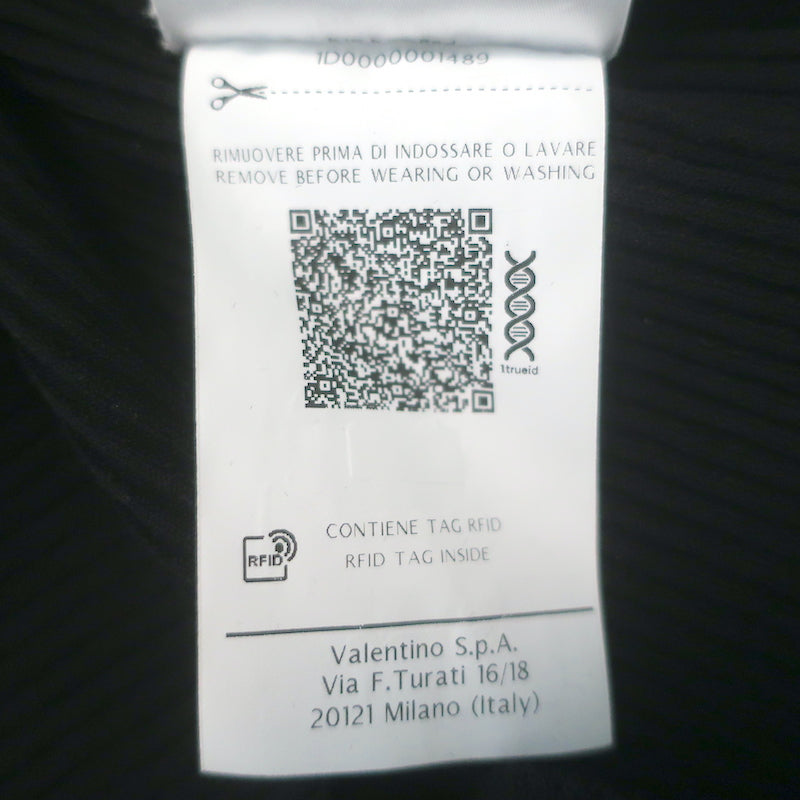 1D0000001489
RIMUOVERE PRIMA DI INDOSSARE O LAVARE
REMOVE BEFORE WEARING OR WASHING
1trueid
CONTIENE TAG RFID
RFID TAG INSIDE
RFID
Valentino S.p.A.
Via F.Turati 16/18
20121 Milano (Italy)